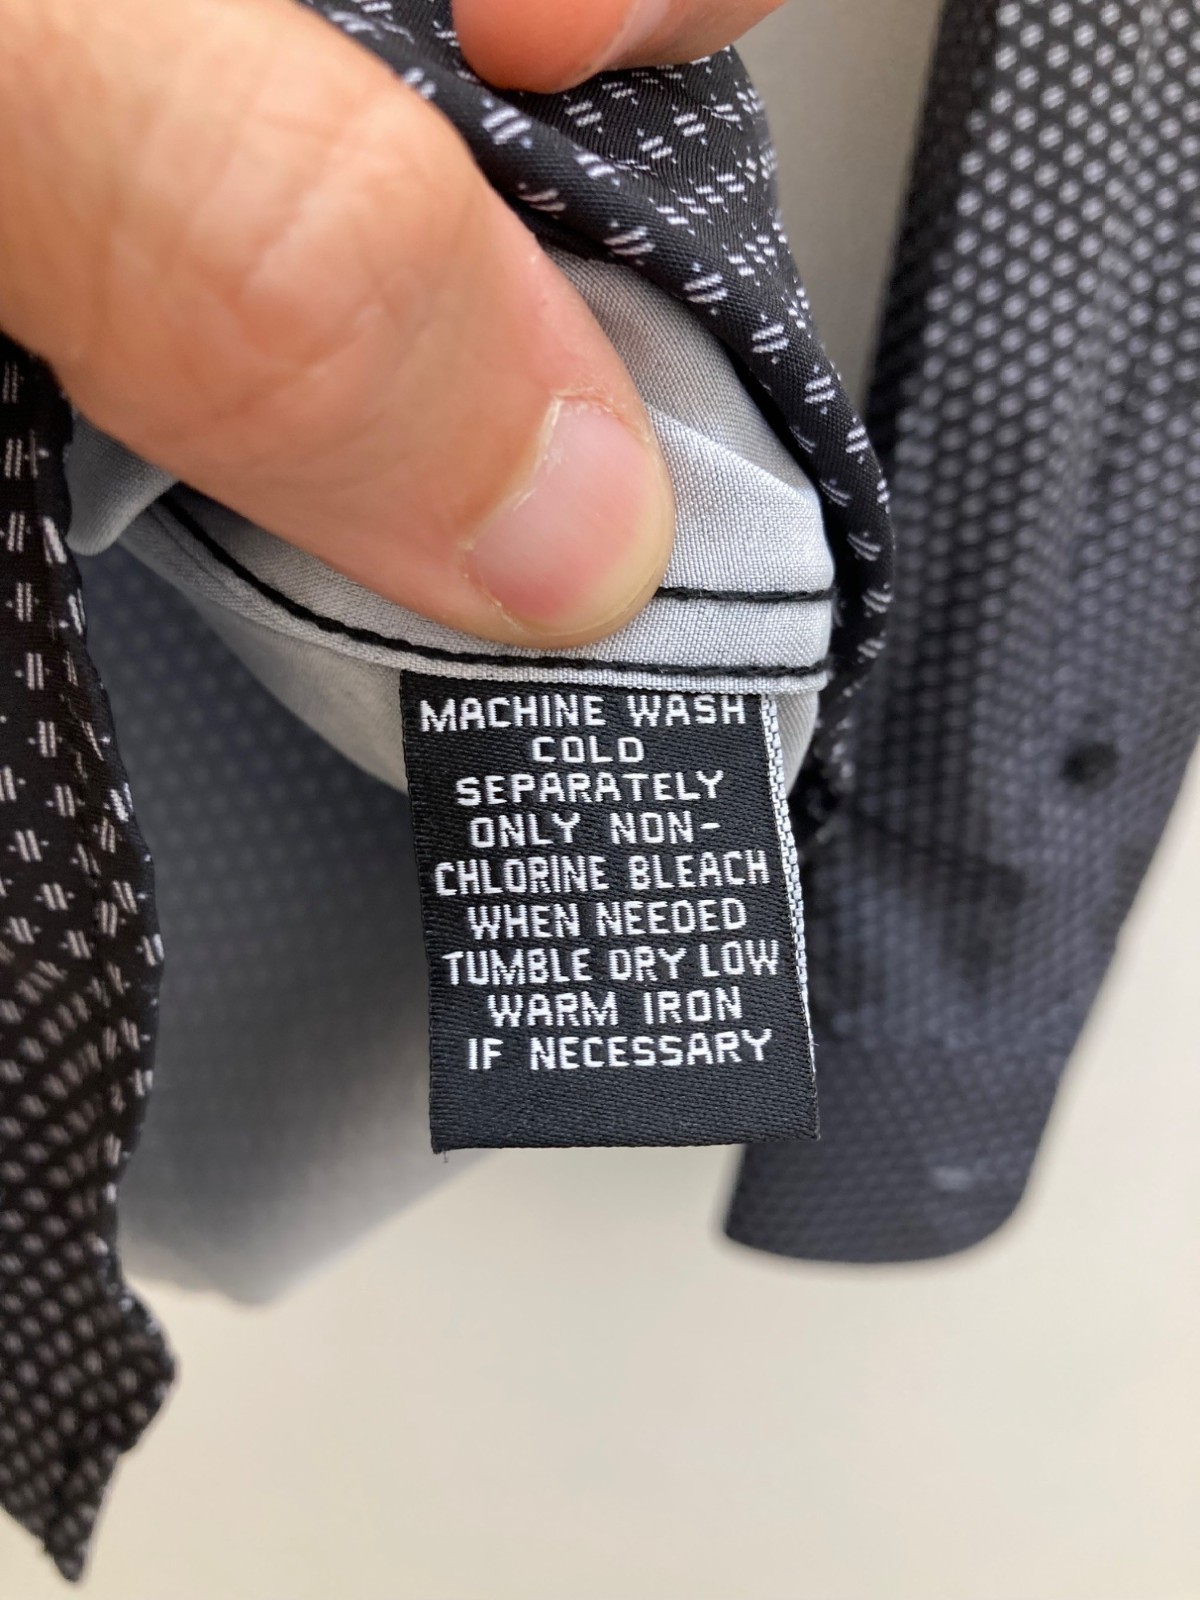 MACHINE WASH
COLD
SEPARATELY
ONLY NON-
CHLORINE BLEACH
WHEN NEEDED
TUMBLE DRY LOW
WARM IRON
IF NECESSARY